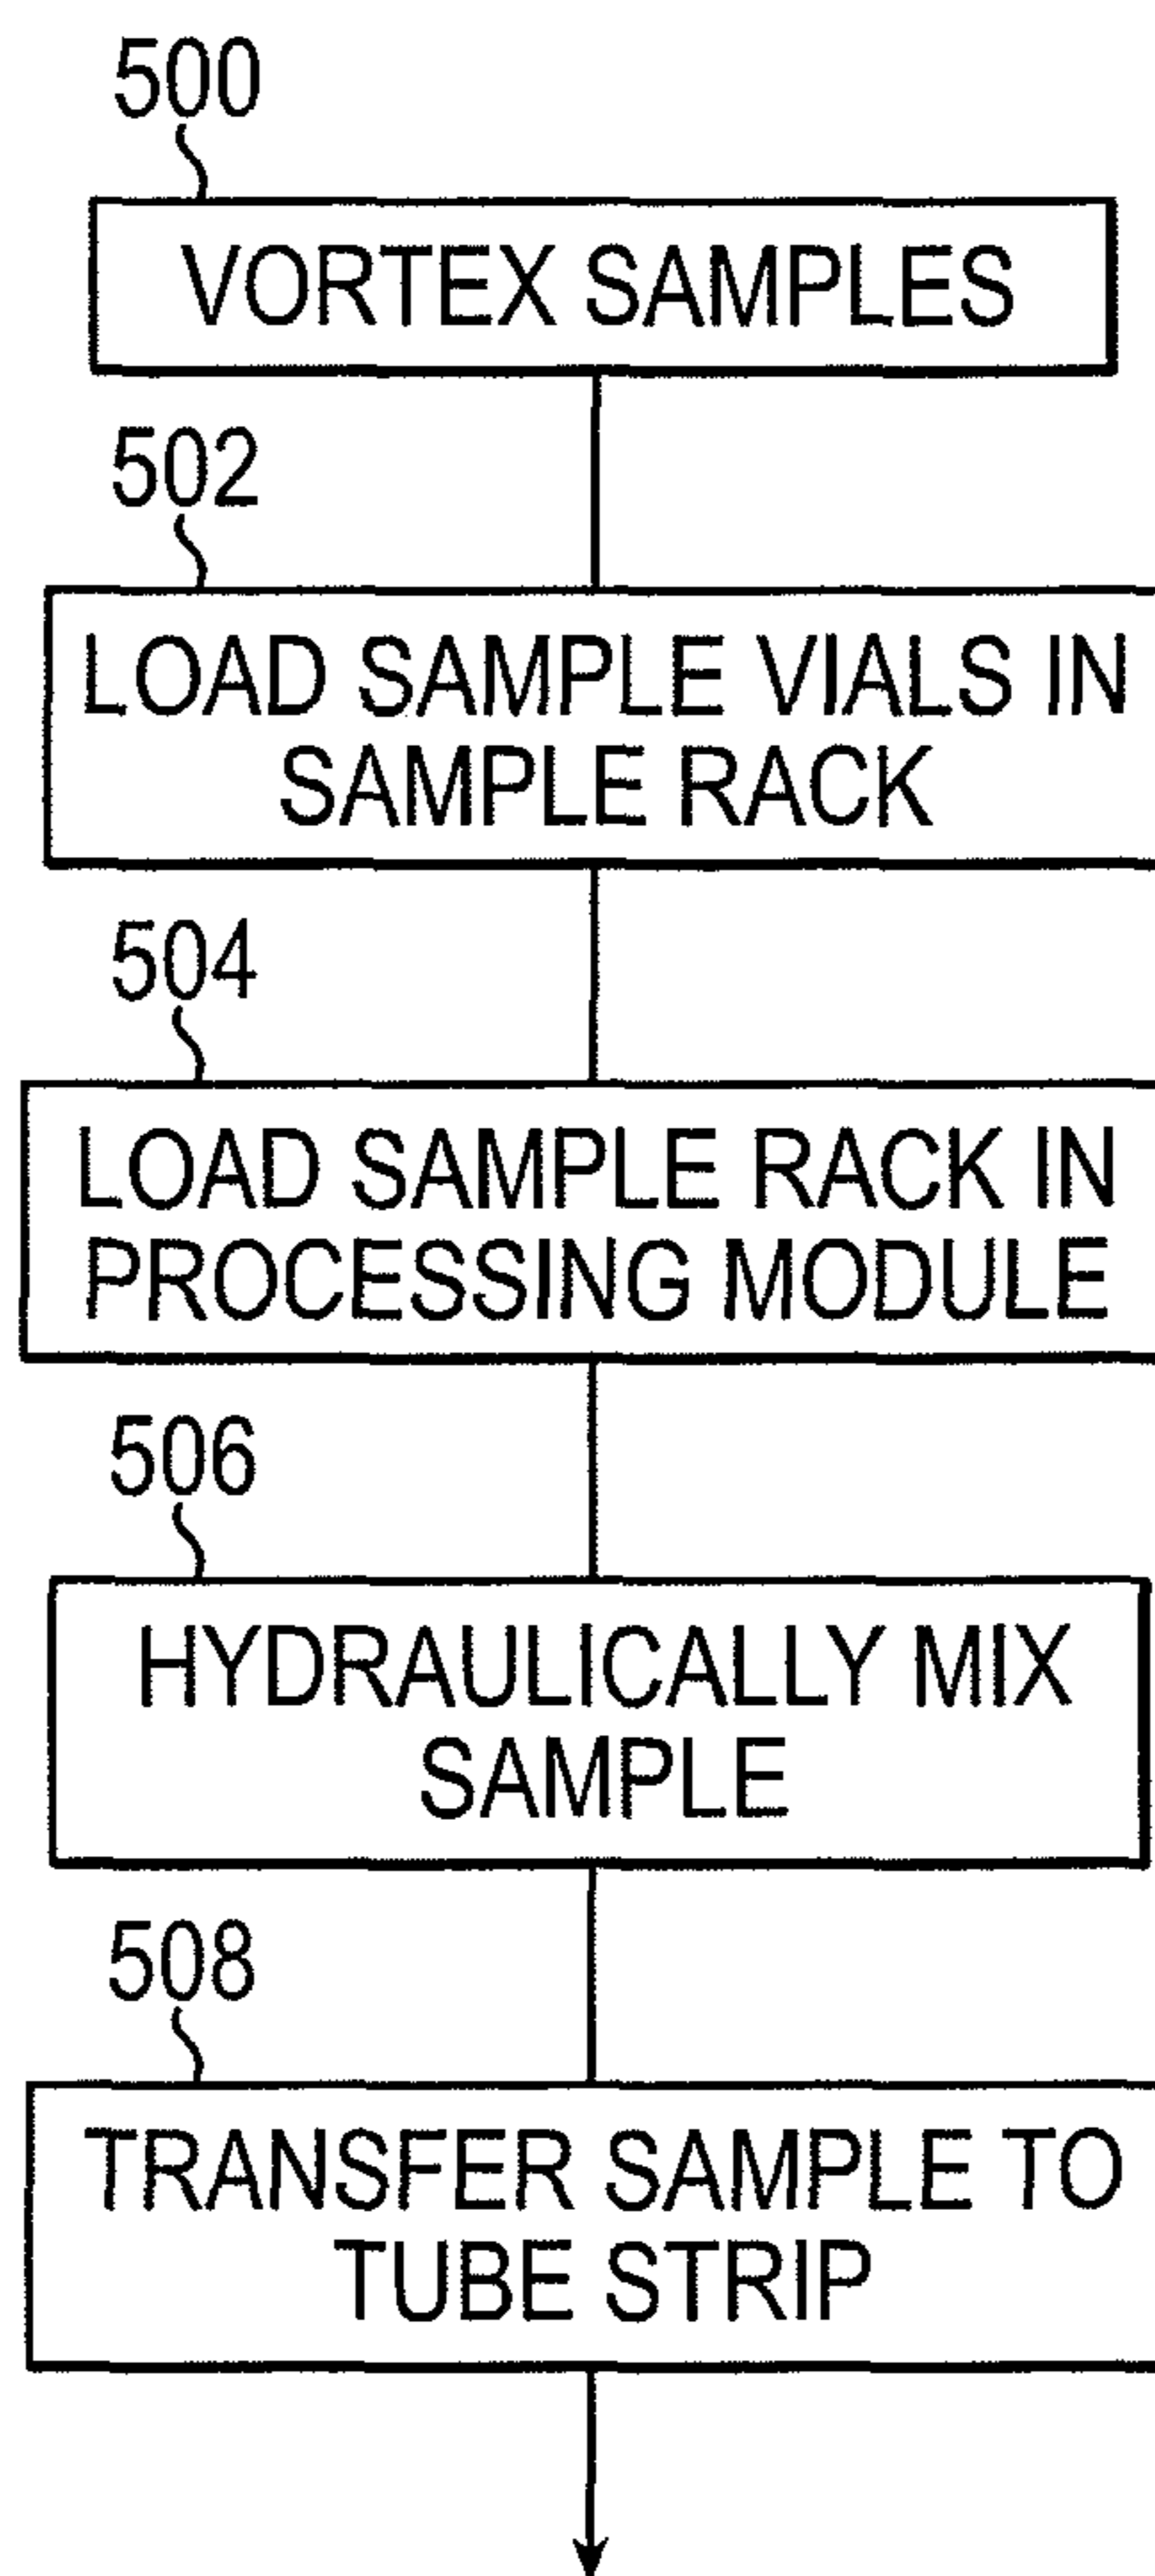 500
VORTEX SAMPLES
502
LOAD SAMPLE VIALS IN
SAMPLE RACK
504
LOAD SAMPLE RACK IN
PROCESSING MODULE
506
HYDRAULICALLY MIX
SAMPLE
508
TRANSFER SAMPLE TO
TUBE STRIP